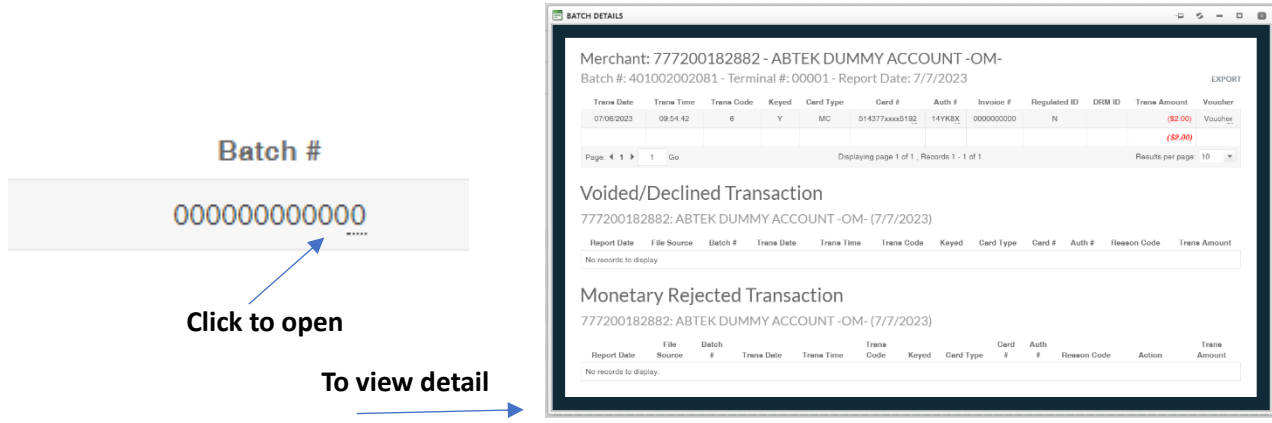 Batch #
000000000000
Click to open
To view detail
BATCH DETAILS
Merchant: 777200182882 - ABTEK DUMMY ACCOUNT -OM-
Batch #: 401002002081 - Terminal #: 00001 - Report Date: 7/7/2023
EXPORT
Trans Date Trans Time Trans Code Keyed Card Type Card # Auth # Invoice # Regulated ID DRM ID Trans Amount Voucher
07/06/2023 09:54:42 6 Y MC 514377xxxx5192 14YK8X 0000000000 N ($2.00) Voucher
($2.00)
Page: 1 1 Go Displaying page 1 of 1 , Records 1 - 1 of 1. Results per page: 10
Voided/Declined Transaction
777200182882: ABTEK DUMMY ACCOUNT -OM- (7/7/2023)
Report Date File Source Batch # Trans Date Trans Time Trans Code Keyed Card Type Card # Auth # Reason Code Trans Amount
No records to display.
Monetary Rejected Transaction
777200182882: ABTEK DUMMY ACCOUNT -OM- (7/7/2023)
Report Date File Source Batch # Trans Date Trans Time Trans Code Keyed Card Type Card # Auth # Reason Code Action Trans Amount
No records to display.